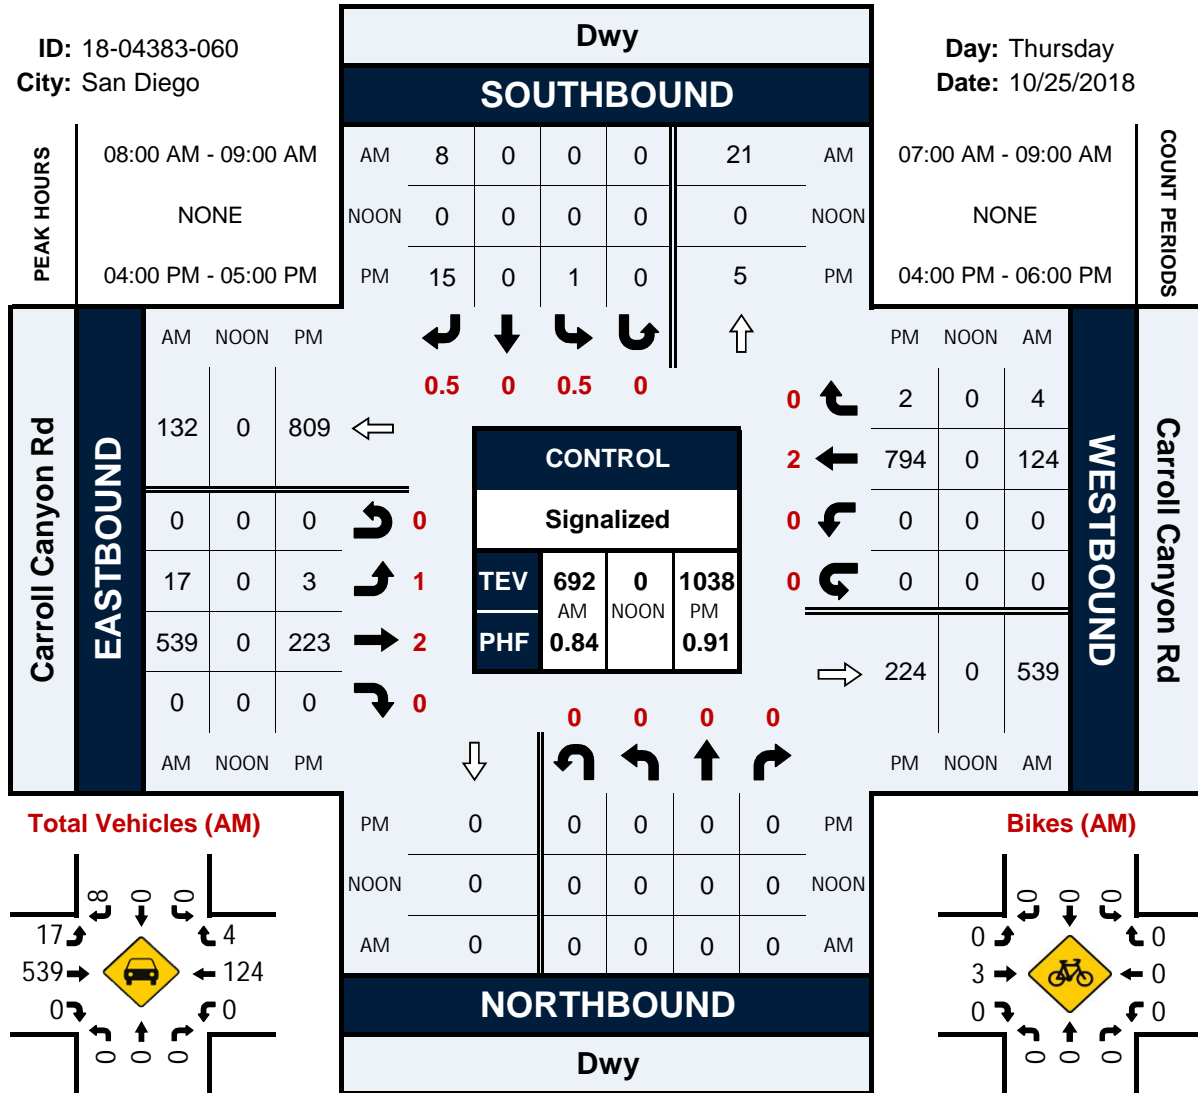 Dwy
ID: 18-04383-060
Day: Thursday
City: San Diego
Date: 10/25/2018
SOUTHBOUND
PEAK HOURS
08:00 AM - 09:00 AM
NONE
04:00 PM - 05:00 PM
AM 8 0 0 0 21 AM
NOON 0 0 0 0 0 NOON
PM 15 0 1 0 5 PM
07:00 AM - 09:00 AM
NONE
04:00 PM - 06:00 PM
COUNT PERIODS
0.5 0 0.5 0
Carroll Canyon Rd
EASTBOUND
AM NOON PM
132 0 809
0 0 0 0
17 0 3 1
539 0 223 2
0 0 0 0
AM NOON PM
CONTROL
Signalized
TEV 692 0 1038
AM NOON PM
PHF 0.84 0.91
PM NOON AM
0 2 0 4
2 794 0 124
0 0 0 0
0 0 0 0
224 0 539
PM NOON AM
WESTBOUND
Carroll Canyon Rd
0 0 0 0
PM 0 0 0 0 0 PM
NOON 0 0 0 0 0 NOON
AM 0 0 0 0 0 AM
NORTHBOUND
Dwy
Total Vehicles (AM)
8 0 0
17 4
539 124
0 0
0 0 0
Bikes (AM)
0 0 0
0 0
3 0
0 0
0 0 0